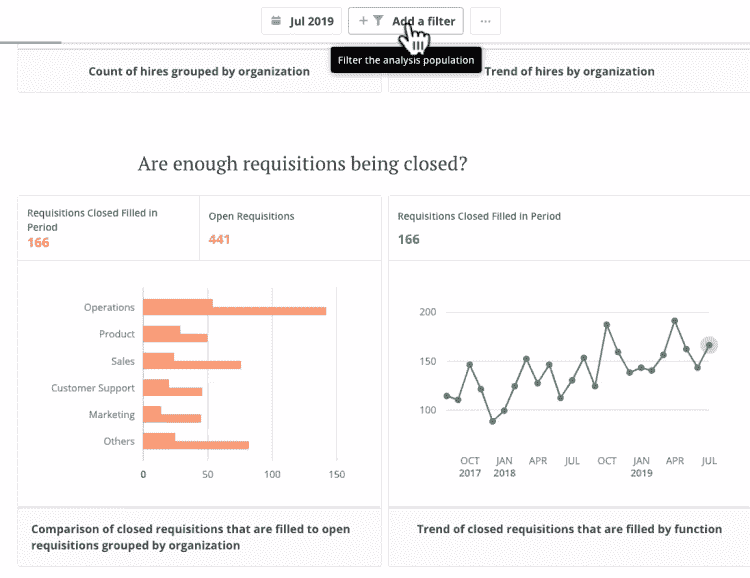 Jul 2019
+ Add a filter
...
Filter the analysis population
Count of hires grouped by organization
Trend of hires by organization
Are enough requisitions being closed?
Requisitions Closed Filled in
Period
166
Open Requisitions
441
Requisitions Closed Filled in Period
166
Operations
Product
Sales
Customer Support
Marketing
Others
0 50 100 150
200
150
100
OCT JAN APR JUL OCT JAN APR JUL
2017 2018 2019
Comparison of closed requisitions that are filled to open
requisitions grouped by organization
Trend of closed requisitions that are filled by function